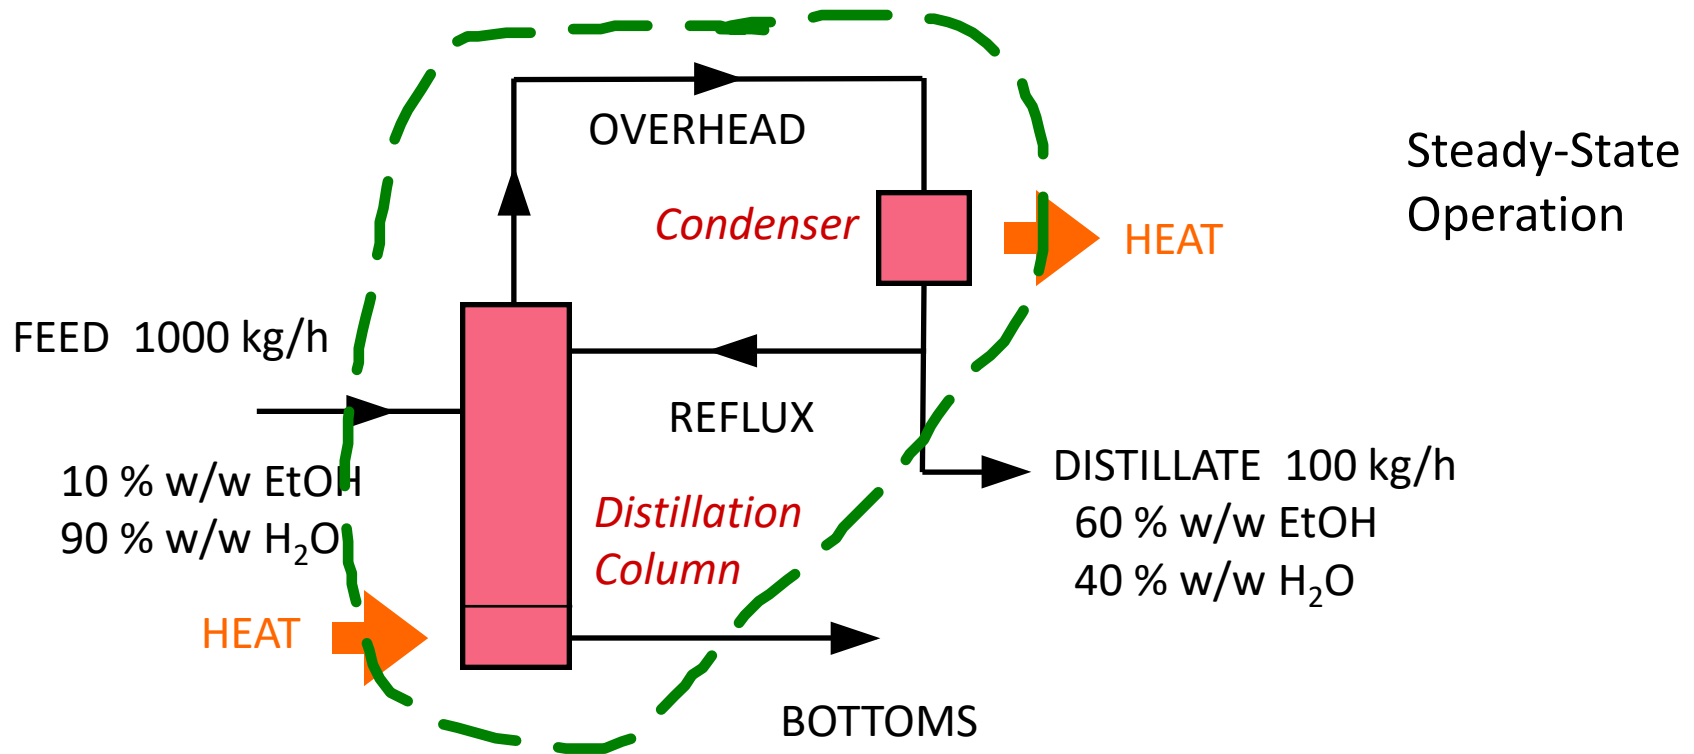 OVERHEAD
Steady-State
Operation
Condenser
HEAT
FEED  1000 kg/h
REFLUX
10 % w/w EtOH
90 % w/w H₂O
DISTILLATE  100 kg/h
60 % w/w EtOH
40 % w/w H₂O
Distillation
Column
HEAT
BOTTOMS